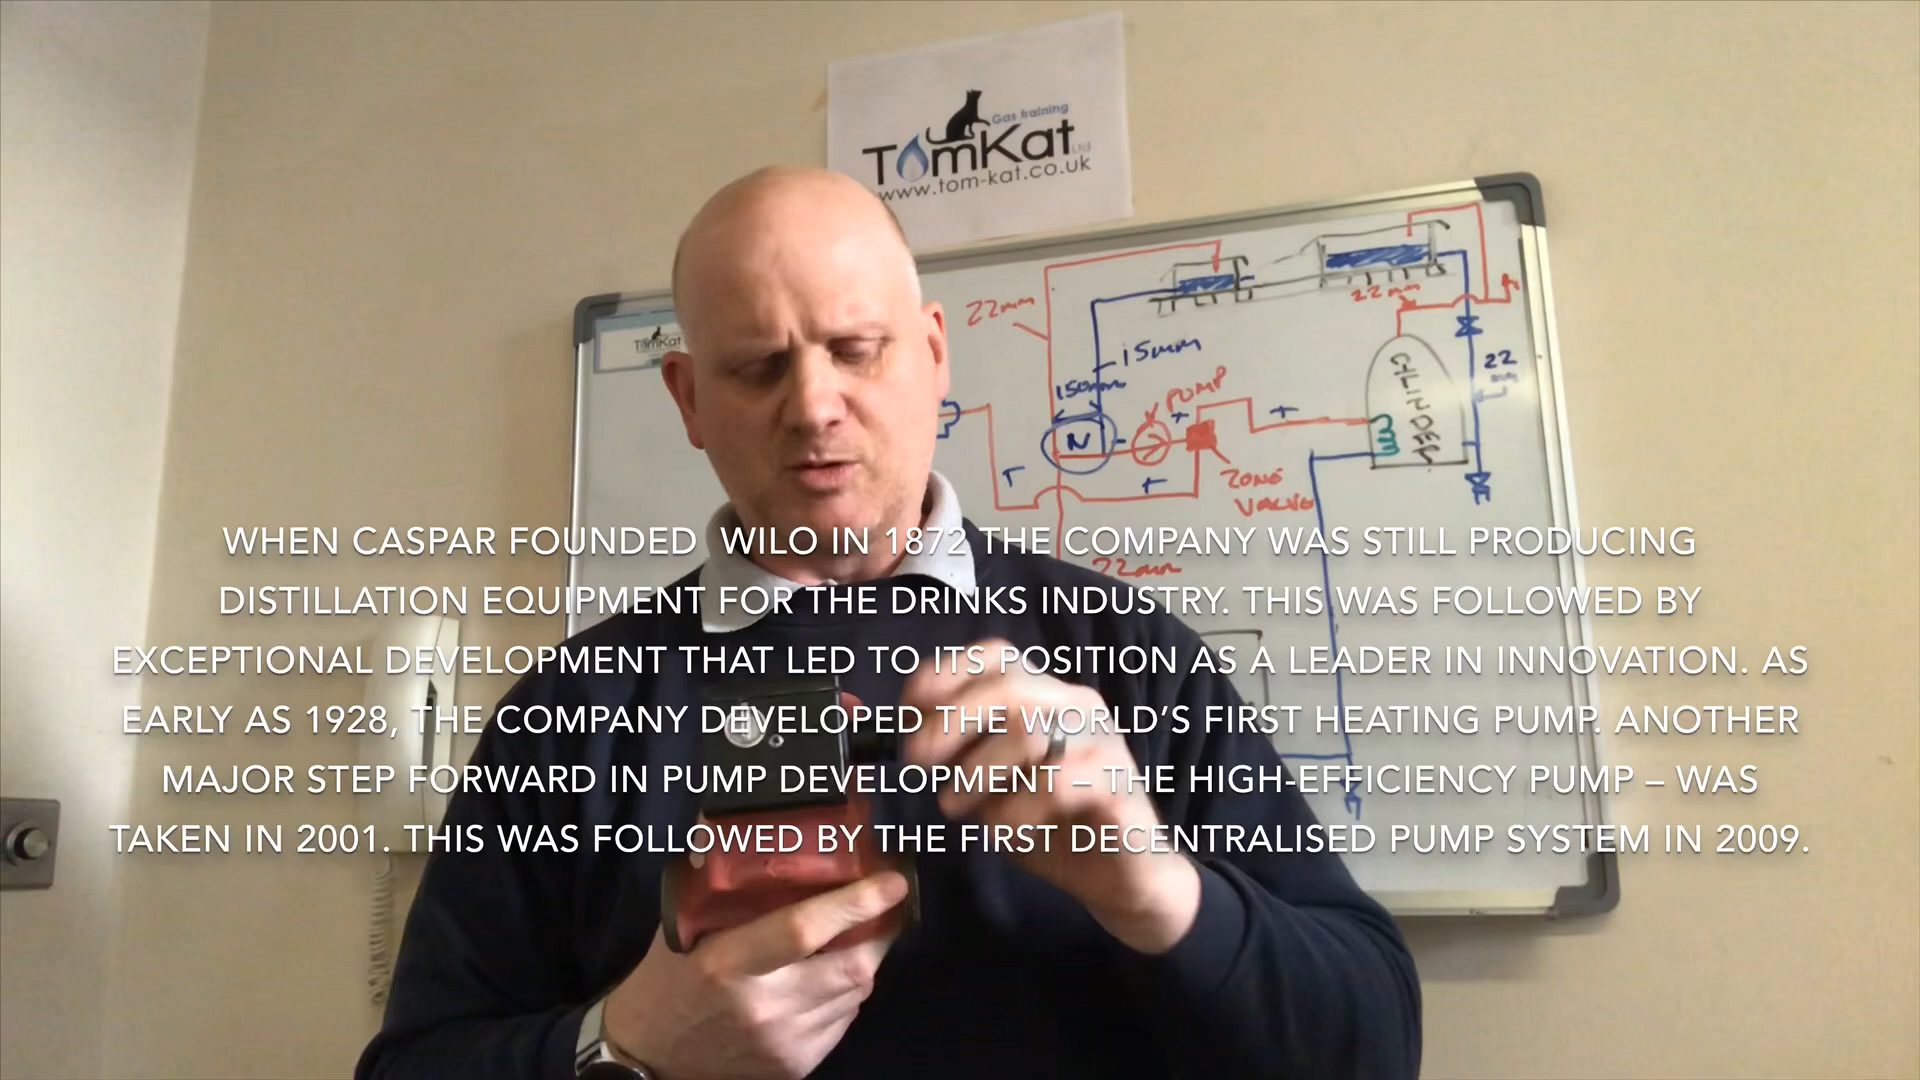 Gas training
TomKat Ltd
www.tom-kat.co.uk
TomKat
22mm
22mm
15mm
150mm
PUMP
+
+
22
mm
CYLINDER
N
-
+
ZONE
VALVE
22mm
WHEN CASPAR FOUNDED WILO IN 1872 THE COMPANY WAS STILL PRODUCING
DISTILLATION EQUIPMENT FOR THE DRINKS INDUSTRY. THIS WAS FOLLOWED BY
EXCEPTIONAL DEVELOPMENT THAT LED TO ITS POSITION AS A LEADER IN INNOVATION. AS
EARLY AS 1928, THE COMPANY DEVELOPED THE WORLD’S FIRST HEATING PUMP. ANOTHER
MAJOR STEP FORWARD IN PUMP DEVELOPMENT – THE HIGH-EFFICIENCY PUMP – WAS
TAKEN IN 2001. THIS WAS FOLLOWED BY THE FIRST DECENTRALISED PUMP SYSTEM IN 2009.